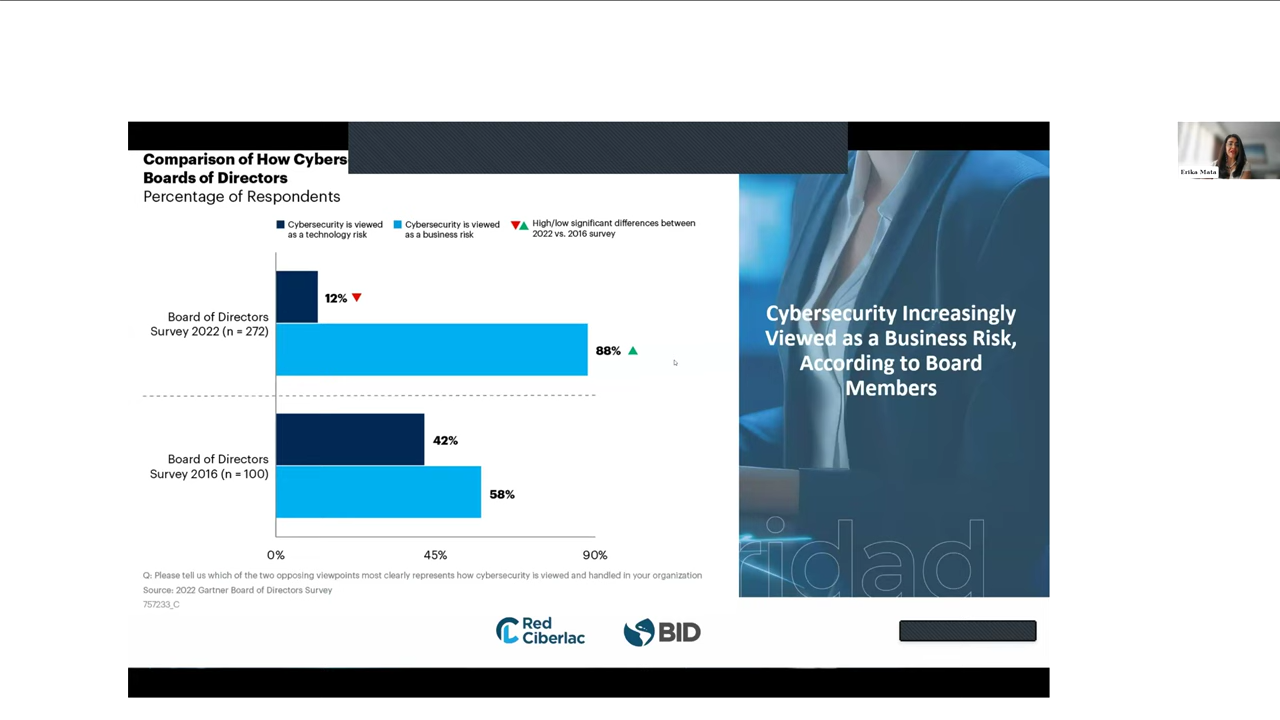 Comparison of How Cybers
Boards of Directors
Percentage of Respondents
Cybersecurity is viewed
as a technology risk
Cybersecurity is viewed
as a business risk
High/low significant differences between
2022 vs. 2016 survey
12%
Board of Directors
Survey 2022 (n = 272)
88%
42%
Board of Directors
Survey 2016 (n = 100)
58%
0%
45%
90%
Q: Please tell us which of the two opposing viewpoints most clearly represents how cybersecurity is viewed and handled in your organization
Source: 2022 Gartner Board of Directors Survey
757233_C
Cybersecurity Increasingly
Viewed as a Business Risk,
According to Board
Members
ridad
Red
Ciberlac
BID
Erika Mata